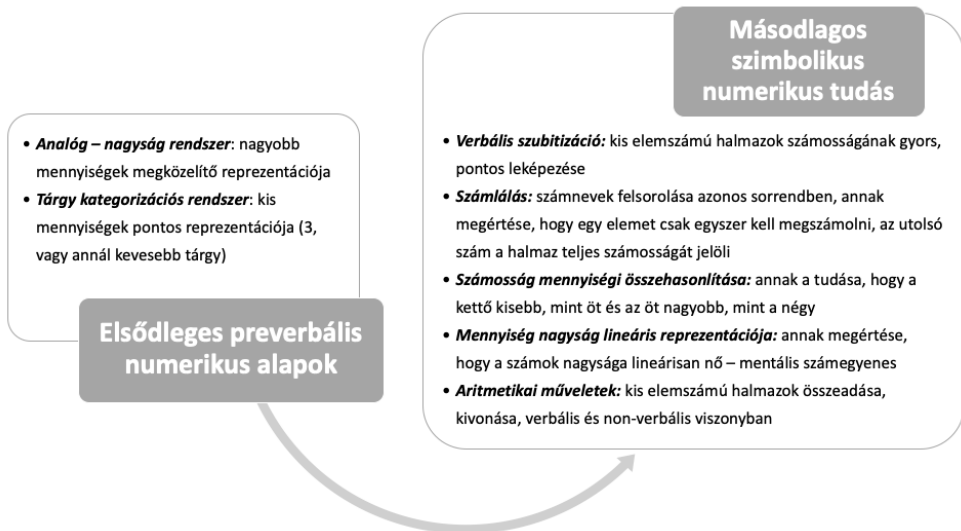 • Analóg – nagyság rendszer: nagyobb
mennyiségek megközelítő reprezentációja
• Tárgy kategorizációs rendszer: kis
mennyiségek pontos reprezentációja (3,
vagy annál kevesebb tárgy)
Elsődleges preverbális
numerikus alapok
Másodlagos
szimbolikus
numerikus tudás
• Verbális szubitizáció: kis elemszámú halmazok számosságának gyors,
pontos leképezése
• Számlálás: számnevek felsorolása azonos sorrendben, annak
megértése, hogy egy elemet csak egyszer kell megszámolni, az utolsó
szám a halmaz teljes számosságát jelöli
• Számosság mennyiségi összehasonlítása: annak a tudása, hogy a
kettő kisebb, mint öt és az öt nagyobb, mint a négy
• Mennyiség nagyság lineáris reprezentációja: annak megértése,
hogy a számok nagysága lineárisan nő – mentális számegyenes
• Aritmetikai műveletek: kis elemszámú halmazok összeadása,
kivonása, verbális és non-verbális viszonyban